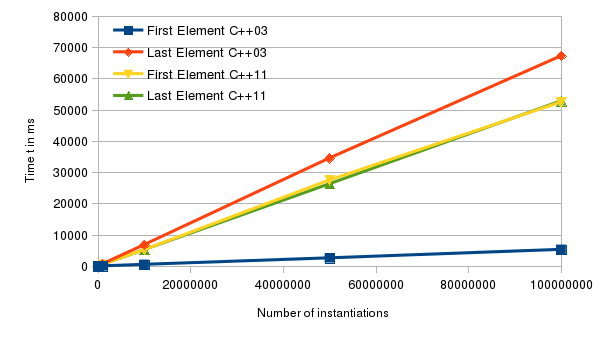 80000
70000
60000
50000
40000
30000
20000
10000
0
First Element C++03
Last Element C++03
First Element C++11
Last Element C++11
Time t in ms
0 20000000 40000000 60000000 80000000 100000000
Number of instantiations